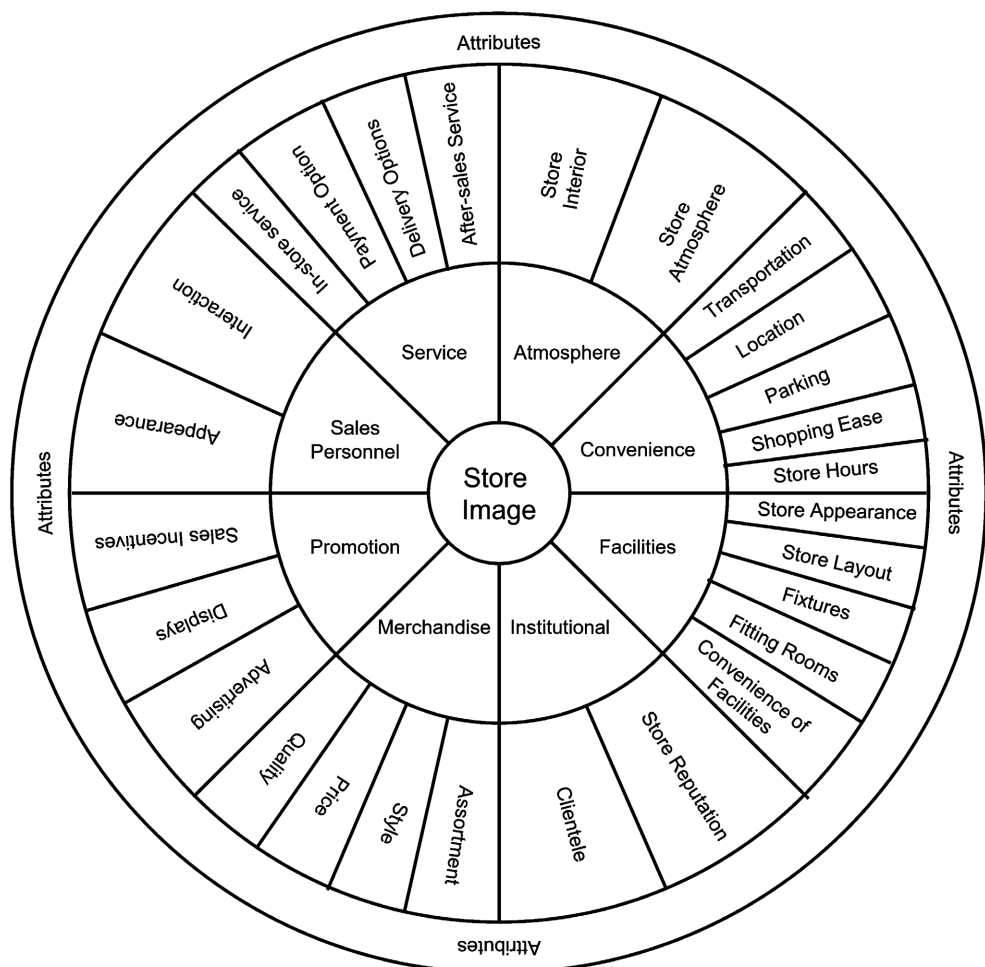 Attributes
Store
Image
Atmosphere
Store
Interior
Store
Atmosphere
Convenience
Transportation
Location
Parking
Shopping Ease
Store Hours
Facilities
Store Appearance
Store Layout
Fixtures
Fitting Rooms
Convenience of
Facilities
Institutional
Store Reputation
Clientele
Merchandise
Assortment
Style
Price
Quality
Promotion
Advertising
Displays
Sales Incentives
Sales
Personnel
Appearance
Interaction
Service
In-store service
Payment Option
Delivery Options
After-sales Service
Attributes
Attributes
Attributes